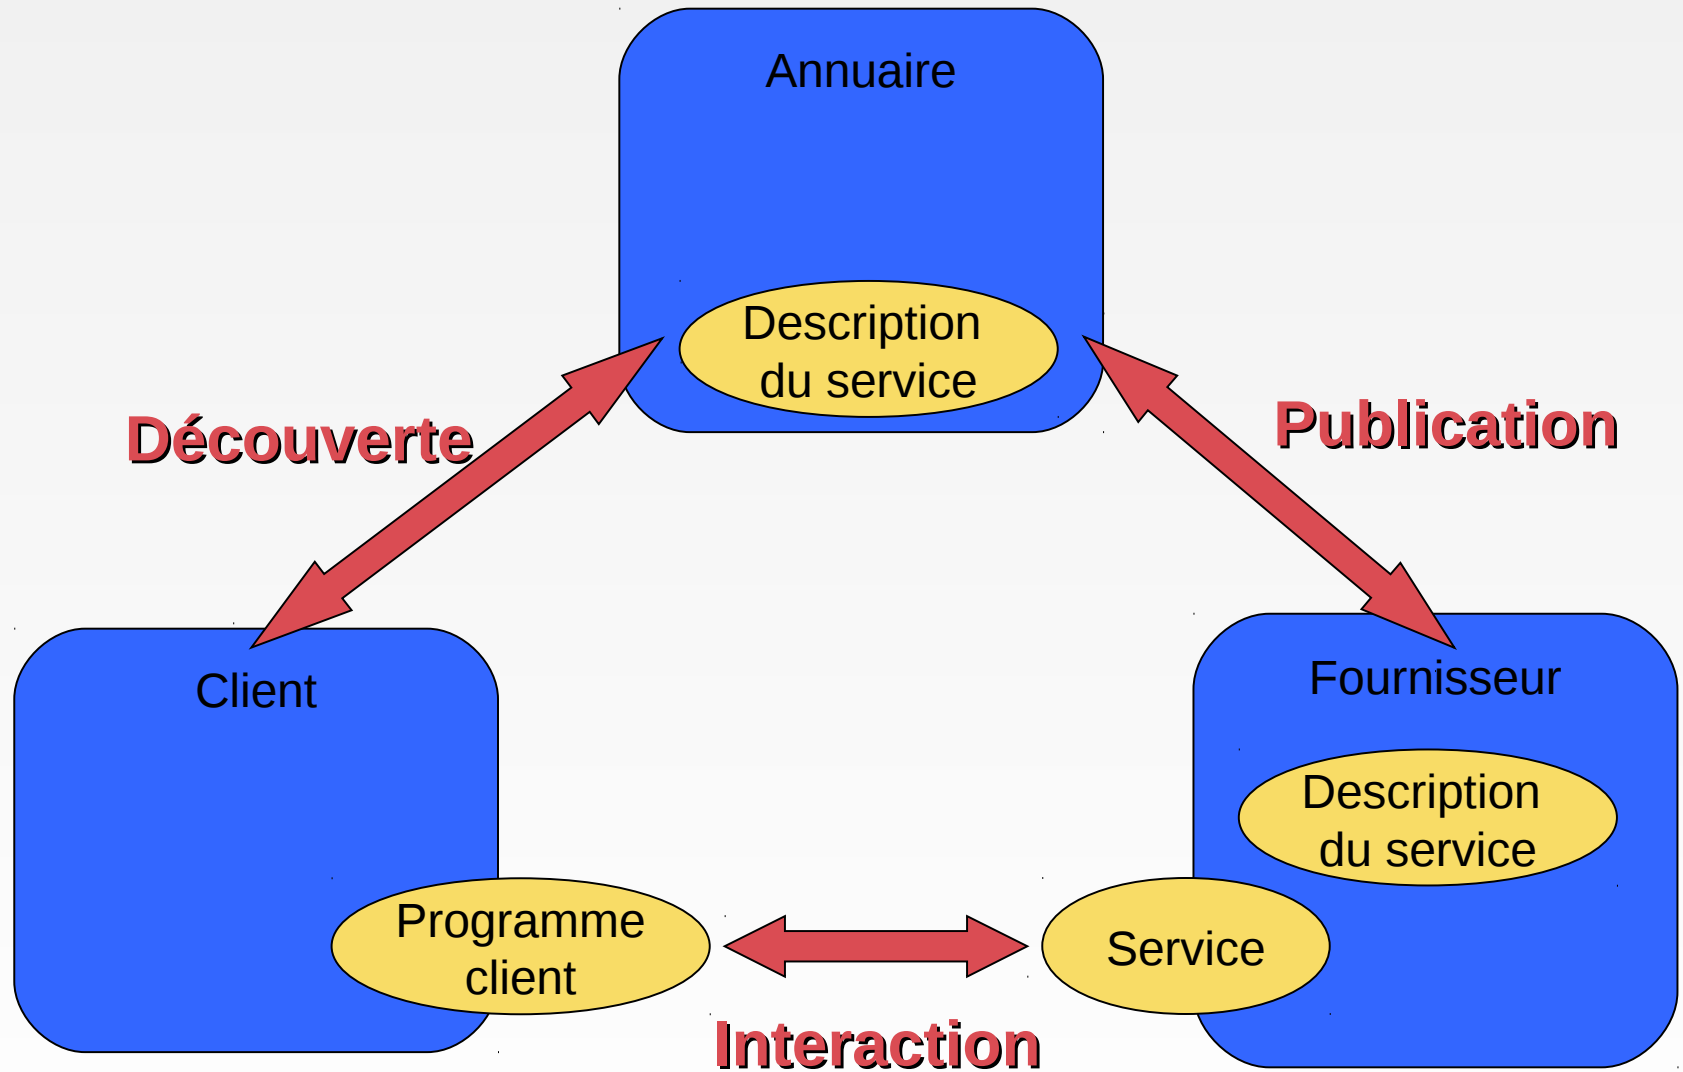 Annuaire
Description
du service
Découverte
Publication
Client
Fournisseur
Description
du service
Programme
client
Service
Interaction